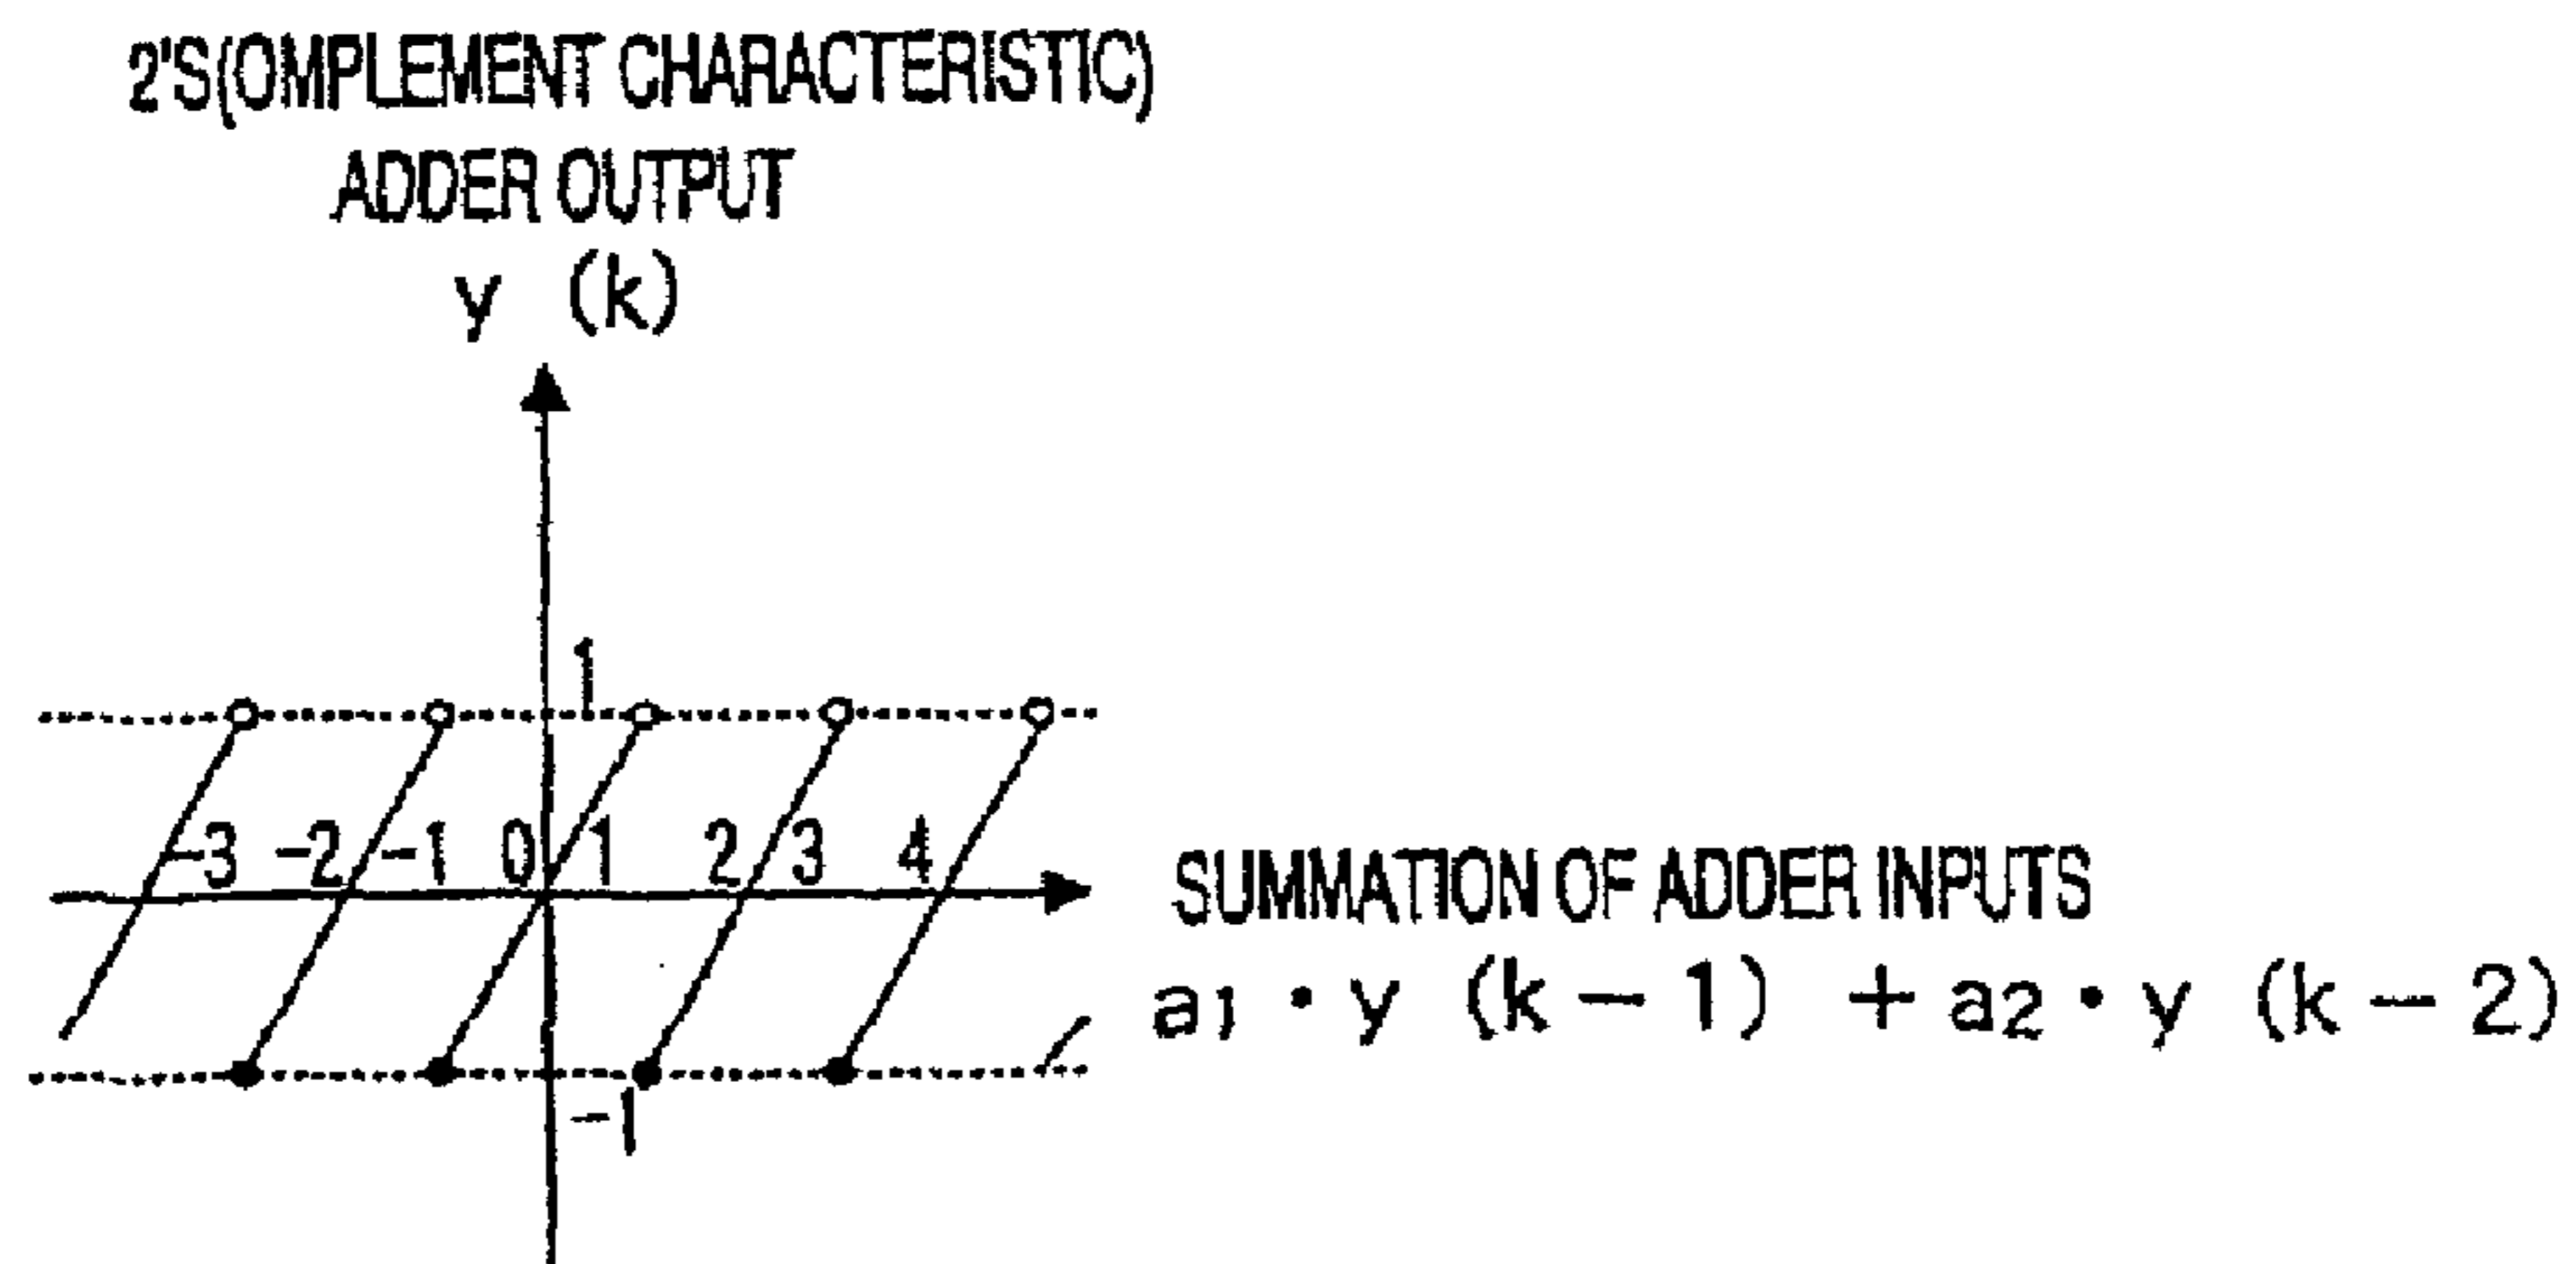 2'S(OMPLEMENT CHARACTERISTIC)
ADDER OUTPUT
y (k)
1
-3 -2 -1 0 1 2 3 4
SUMMATION OF ADDER INPUTS
a1 · y (k - 1) + a2 · y (k - 2)
-1